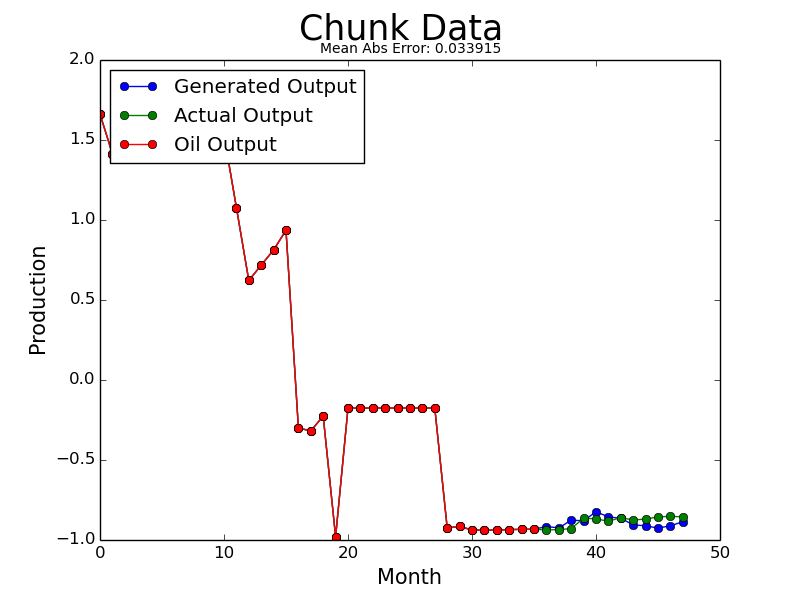 Chunk Data
Mean Abs Error: 0.033915
Generated Output
Actual Output
Oil Output
2.0
1.5
1.0
0.5
0.0
−0.5
−1.0
Production
0 10 20 30 40 50
Month